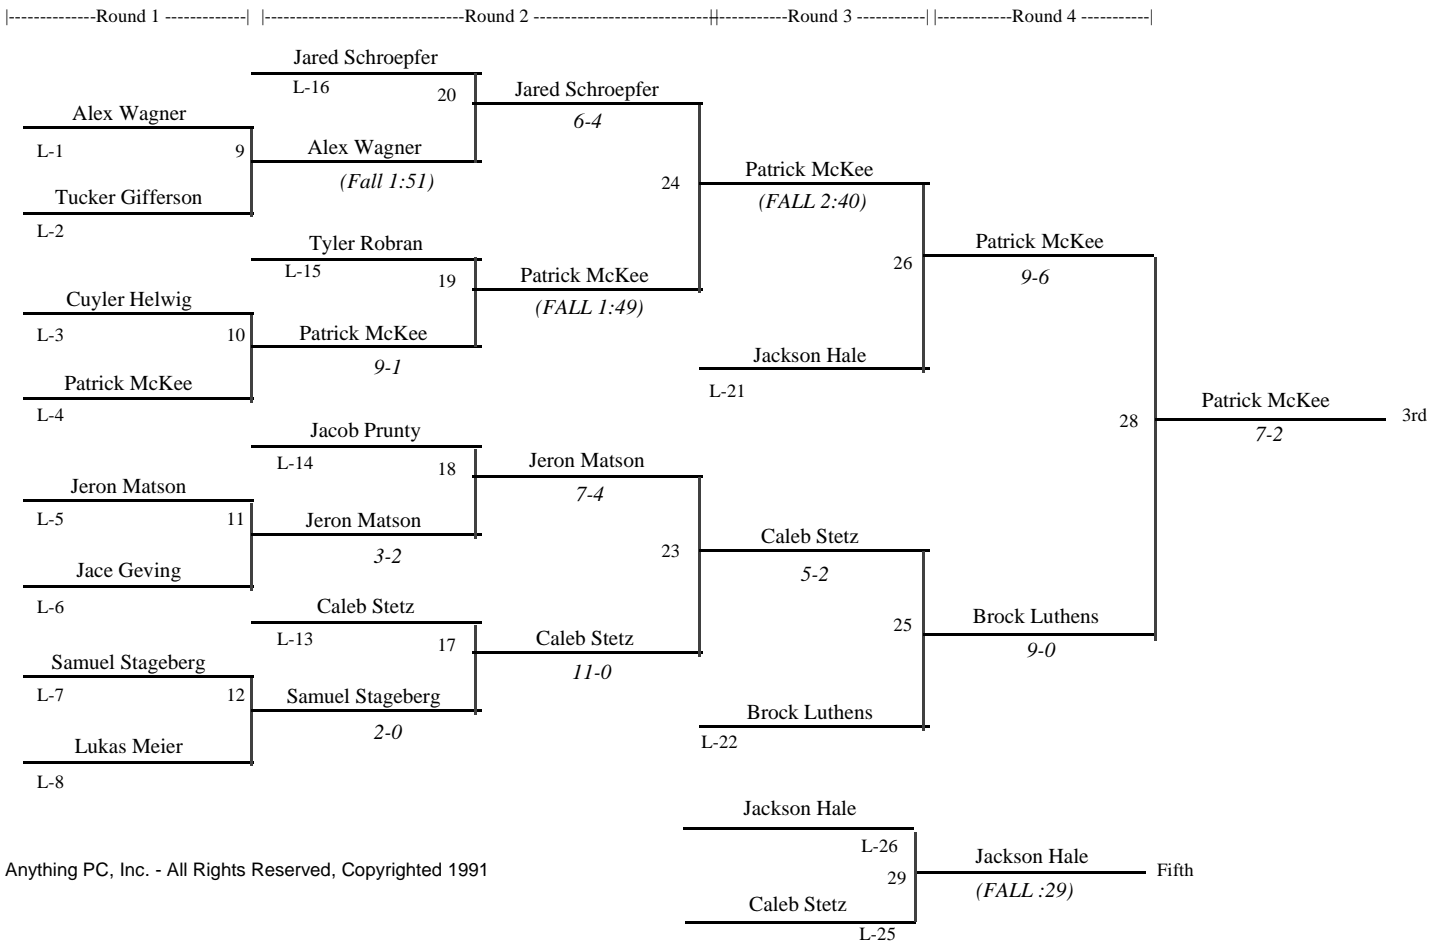 |-------------Round 1 -------------| |-------------------------------Round 2 ---------------------------||-----------Round 3 -----------| |------------Round 4 -----------|
Jared Schroepfer
L-16
20
Jared Schroepfer
6-4
Alex Wagner
L-1
9
Alex Wagner
(Fall 1:51)
Tucker Gifferson
L-2
24
Patrick McKee
(FALL 2:40)
Tyler Robran
L-15
19
Patrick McKee
(FALL 1:49)
Cuyler Helwig
L-3
10
Patrick McKee
9-1
Patrick McKee
L-4
26
Patrick McKee
9-6
Jackson Hale
L-21
Jacob Prunty
L-14
18
Jeron Matson
7-4
Jeron Matson
L-5
11
Jeron Matson
3-2
Jace Geving
L-6
23
Caleb Stetz
5-2
Caleb Stetz
L-13
17
Caleb Stetz
11-0
Samuel Stageberg
L-7
12
Samuel Stageberg
2-0
Lukas Meier
L-8
25
Brock Luthens
9-0
Brock Luthens
L-22
28
Patrick McKee
7-2
3rd
Jackson Hale
L-26
29
Jackson Hale
(FALL :29)
Fifth
Caleb Stetz
L-25
Anything PC, Inc. - All Rights Reserved, Copyrighted 1991